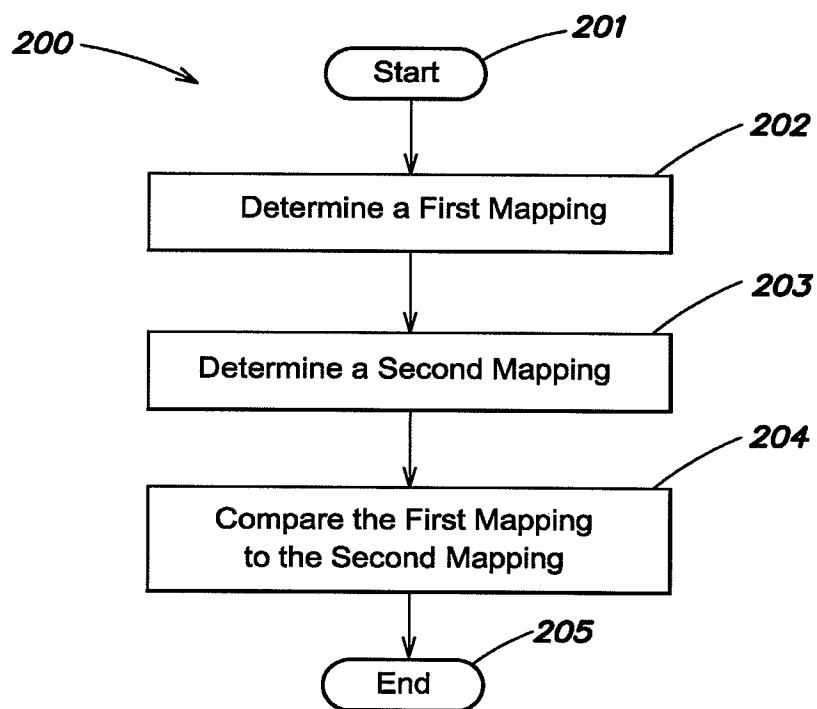 200
201
Start
202
Determine a First Mapping
203
Determine a Second Mapping
204
Compare the First Mapping
to the Second Mapping
205
End